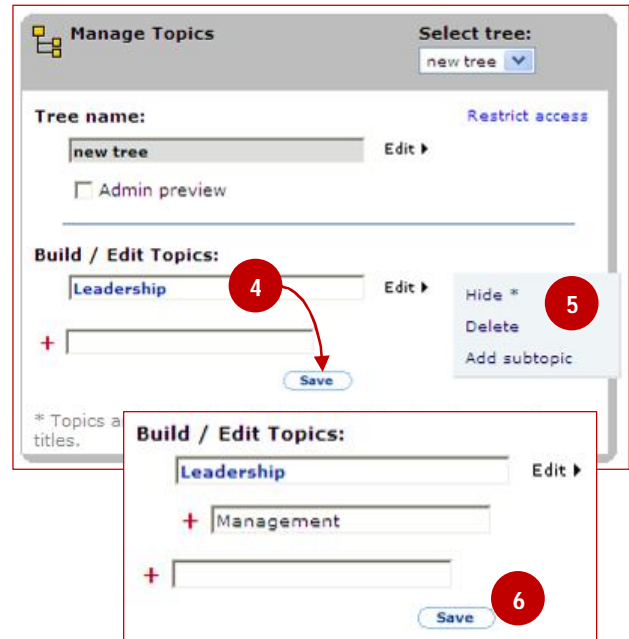 Manage Topics
Select tree:
new tree
Tree name:
Restrict access
new tree
Edit
Admin preview
Build / Edit Topics:
Leadership
4
Edit
Hide *
5
Delete
+
Add subtopic
Save
* Topics a
titles.
Build / Edit Topics:
Leadership
Edit
+ Management
+
Save
6